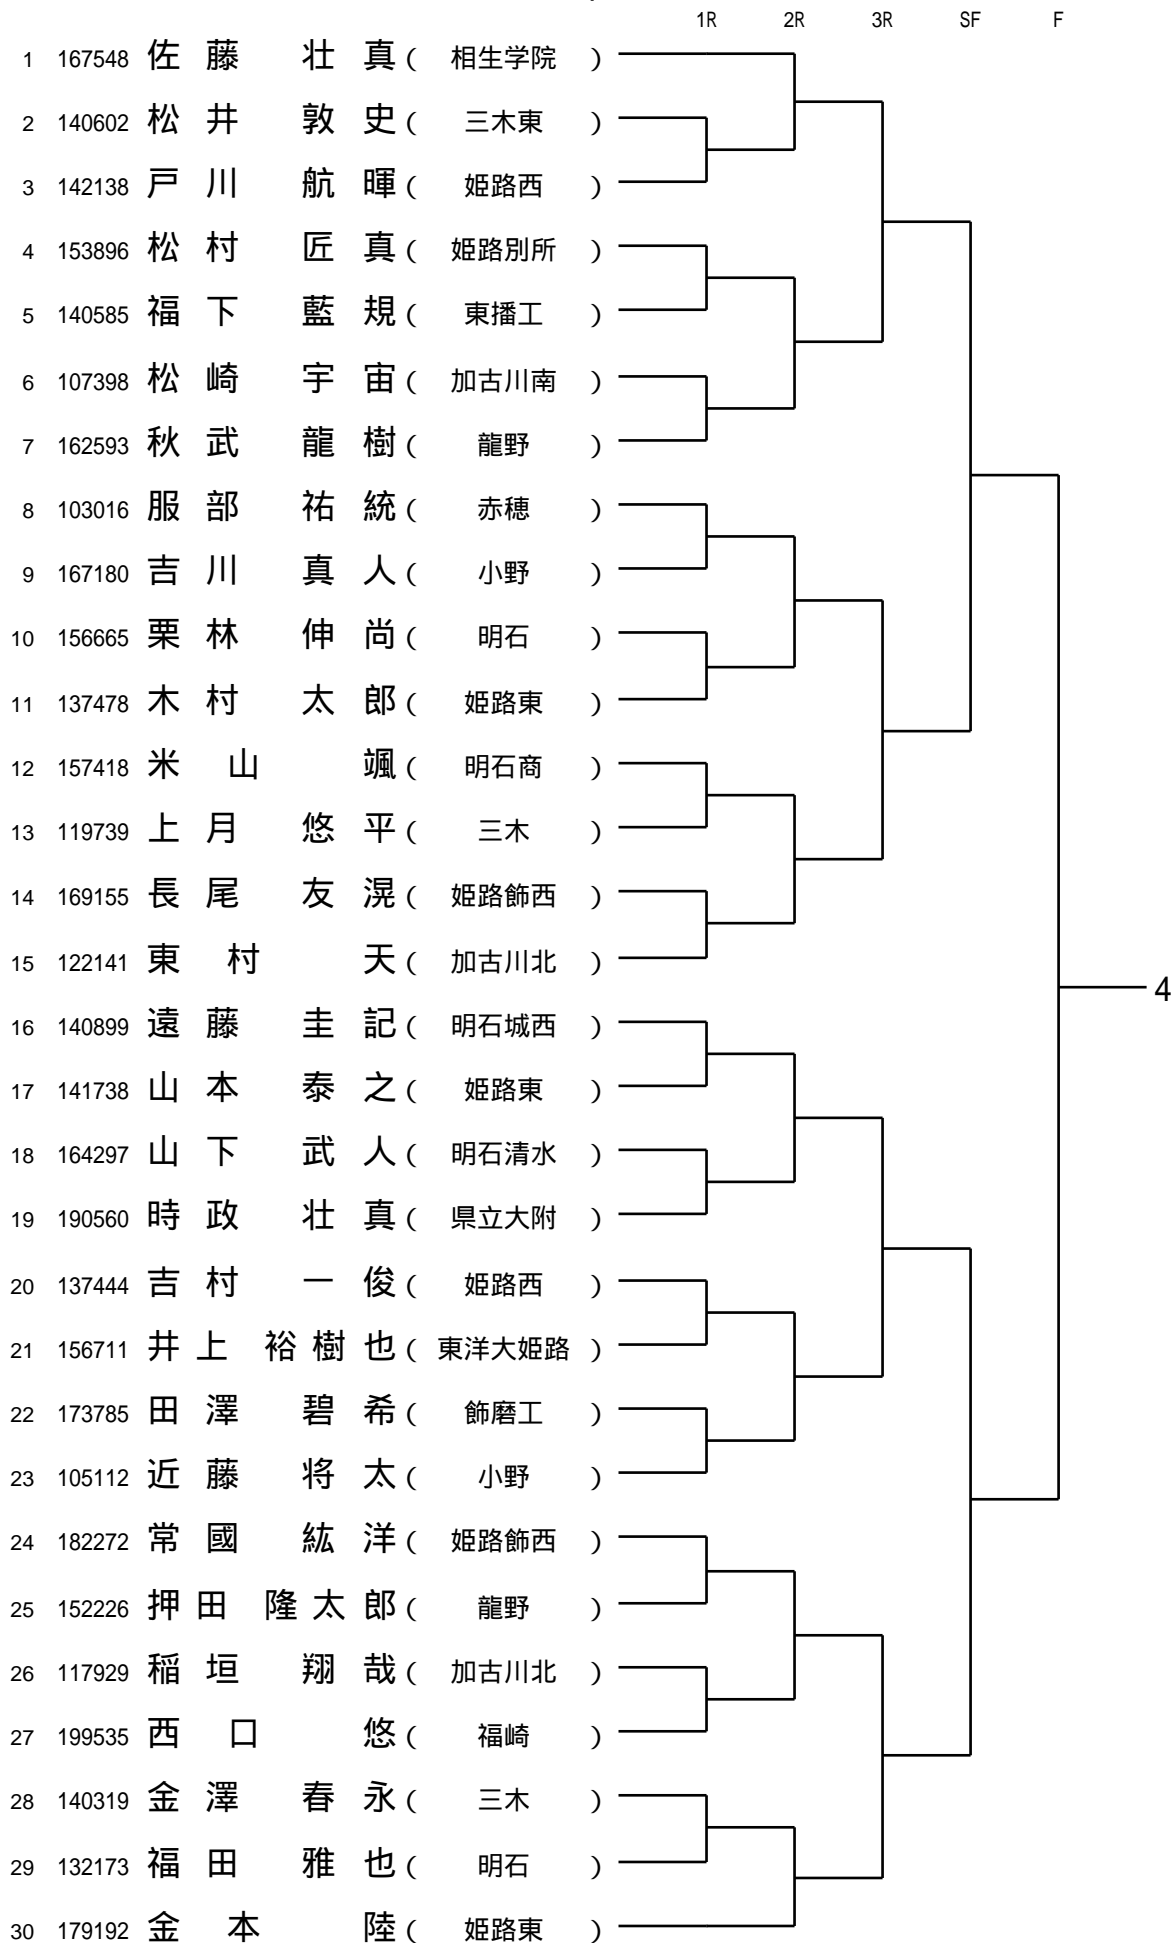 1R 2R 3R SF F
1 167548 佐藤 壮真 ( 相生学院 )
2 140602 松井 敦史 ( 三木東 )
3 142138 戸川 航暉 ( 姫路西 )
4 153896 松村 匠真 ( 姫路別所 )
5 140585 福下 藍規 ( 東播工 )
6 107398 松崎 宇宙 ( 加古川南 )
7 162593 秋武 龍樹 ( 龍野 )
8 103016 服部 祐統 ( 赤穂 )
9 167180 吉川 真人 ( 小野 )
10 156665 栗林 伸尚 ( 明石 )
11 137478 木村 太郎 ( 姫路東 )
12 157418 米山 颯 ( 明石商 )
13 119739 上月 悠平 ( 三木 )
14 169155 長尾 友滉 ( 姫路飾西 )
15 122141 東村 天 ( 加古川北 )
4
16 140899 遠藤 圭記 ( 明石城西 )
17 141738 山本 泰之 ( 姫路東 )
18 164297 山下 武人 ( 明石清水 )
19 190560 時政 壮真 ( 県立大附 )
20 137444 吉村 一俊 ( 姫路西 )
21 156711 井上 裕樹也 ( 東洋大姫路 )
22 173785 田澤 碧希 ( 飾磨工 )
23 105112 近藤 将太 ( 小野 )
24 182272 常國 紘洋 ( 姫路飾西 )
25 152226 押田 隆太郎 ( 龍野 )
26 117929 稲垣 翔哉 ( 加古川北 )
27 199535 西口 悠 ( 福崎 )
28 140319 金澤 春永 ( 三木 )
29 132173 福田 雅也 ( 明石 )
30 179192 金本 陸 ( 姫路東 )